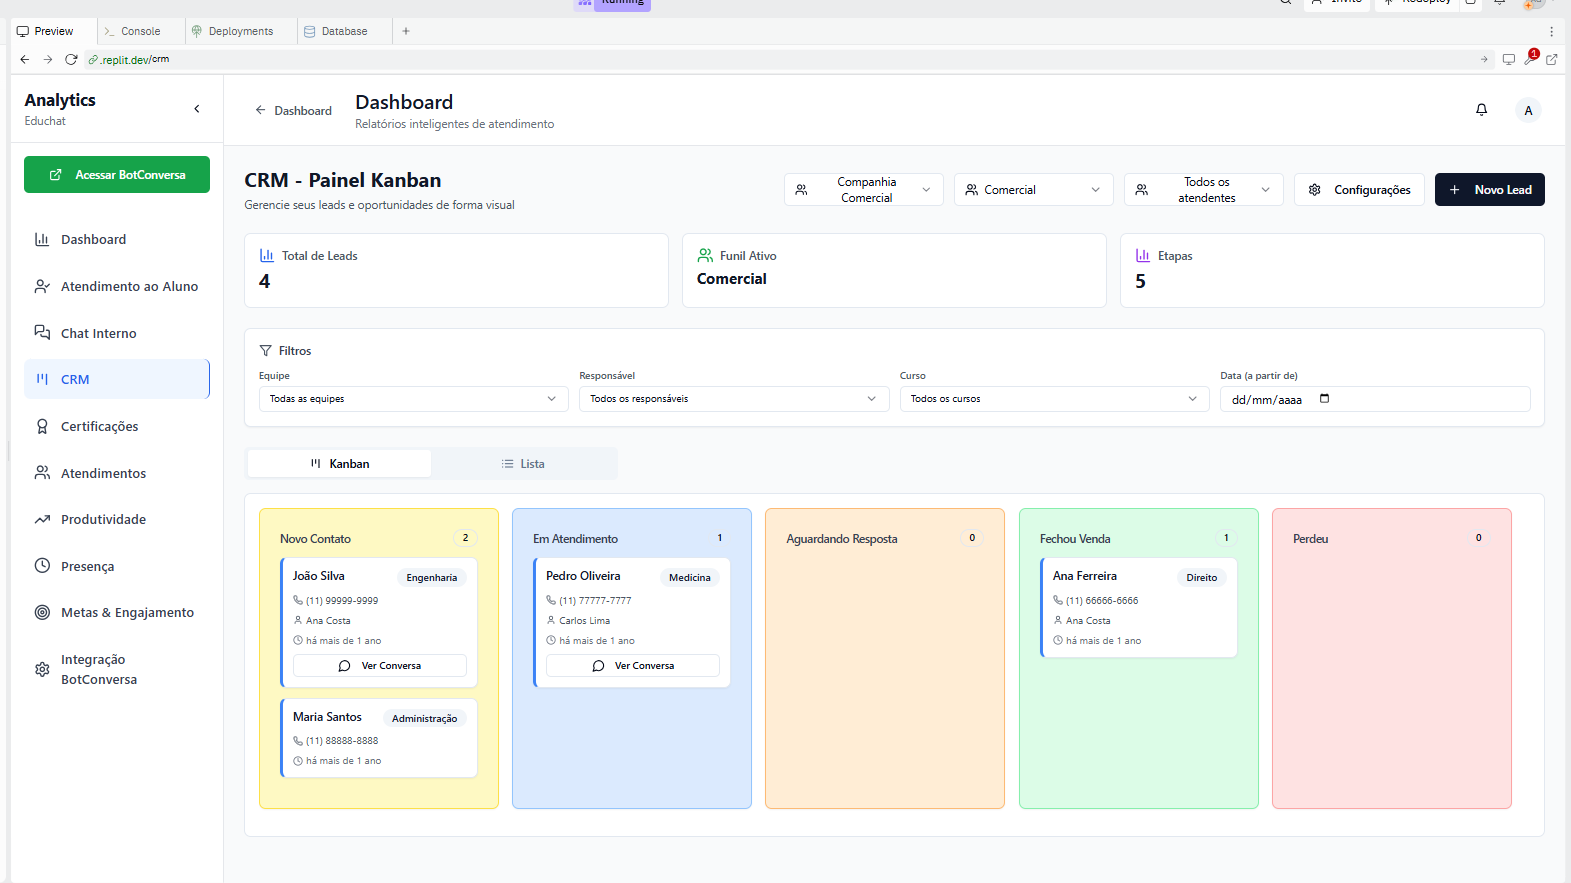 Running
Invite
Redeploy
Preview
Console
Deployments
Database
.replit.dev/crm
1
Analytics
Educhat
Acessar BotConversa
Dashboard
Atendimento ao Aluno
Chat Interno
CRM
Certificações
Atendimentos
Produtividade
Presença
Metas & Engajamento
Integração
BotConversa
Dashboard
Dashboard
Relatórios inteligentes de atendimento
A
CRM - Painel Kanban
Gerencie seus leads e oportunidades de forma visual
Companhia
Comercial
Comercial
Todos os
atendentes
Configurações
Novo Lead
Total de Leads
4
Funil Ativo
Comercial
Etapas
5
Filtros
Equipe
Todas as equipes
Responsável
Todos os responsáveis
Curso
Todos os cursos
Data (a partir de)
dd/mm/aaaa
Kanban
Lista
Novo Contato
2
João Silva
Engenharia
(11) 99999-9999
Ana Costa
há mais de 1 ano
Ver Conversa
Maria Santos
Administração
(11) 88888-8888
há mais de 1 ano
Em Atendimento
1
Pedro Oliveira
Medicina
(11) 77777-7777
Carlos Lima
há mais de 1 ano
Ver Conversa
Aguardando Resposta
0
Fechou Venda
1
Ana Ferreira
Direito
(11) 66666-6666
Ana Costa
há mais de 1 ano
Perdeu
0